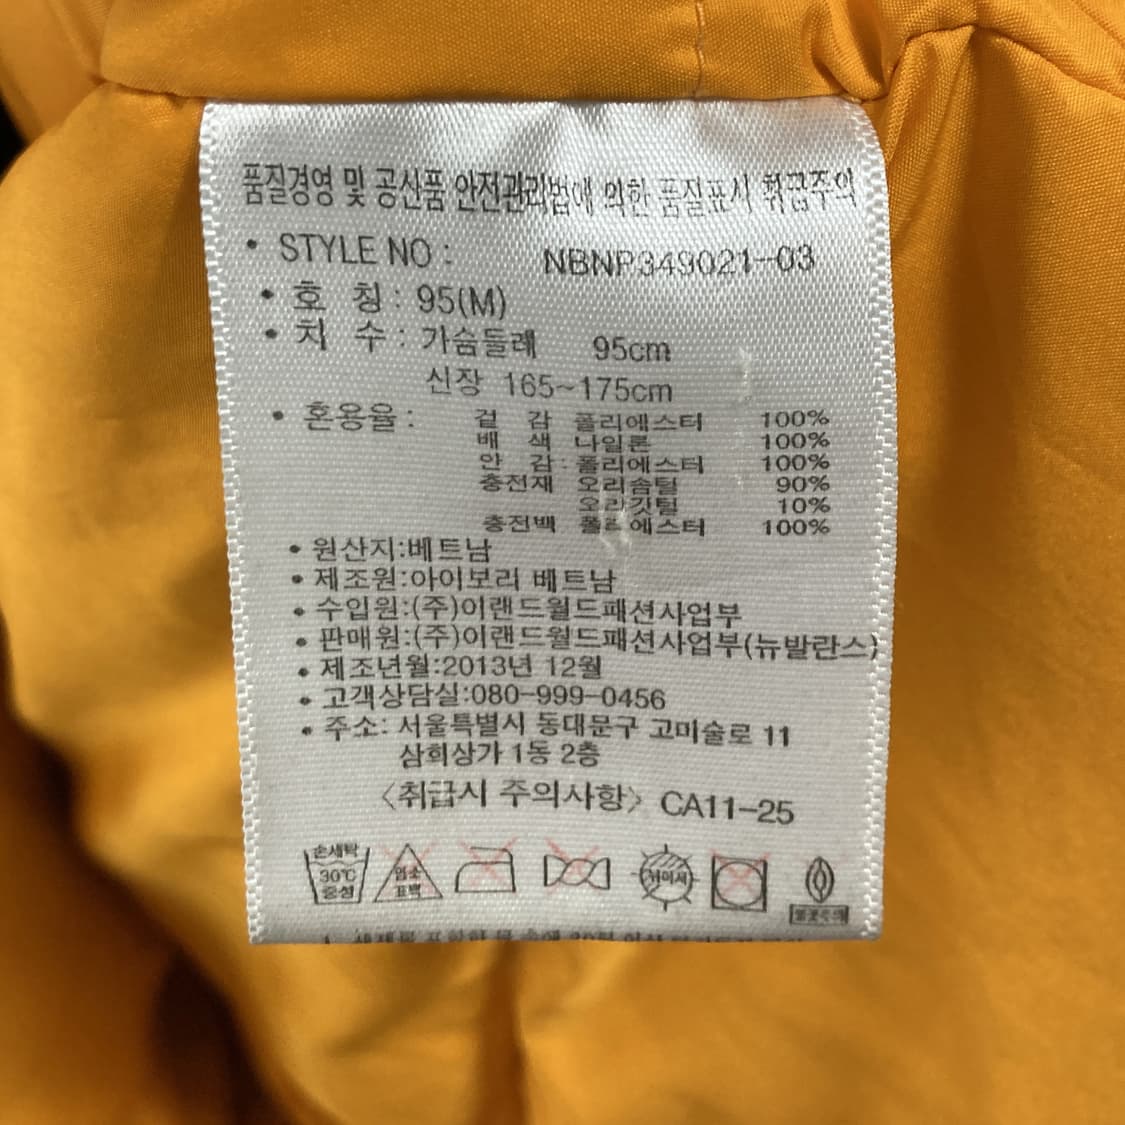 품질경영 및 공산품 안전관리법에 의한 품질표시 취급주의
• STYLE NO : NBNP349021-03
• 호 칭 : 95(M)
• 치 수 : 가슴둘레 95cm
신장 165~175cm
• 혼용율 : 겉 감 폴리에스터 100%
배 색 나일론 100%
안 감 : 폴리에스터 100%
충전재 오리솜털 90%
오리깃털 10%
충전백 폴리에스터 100%
• 원산지:베트남
• 제조원:아이보리 베트남
• 수입원:(주)이랜드월드패션사업부
• 판매원:(주)이랜드월드패션사업부(뉴발란스)
• 제조년월:2013년 12월
• 고객상담실:080-999-0456
• 주소: 서울특별시 동대문구 고미술로 11
삼희상가 1동 2층
<취급시 주의사항> CA11-25
손세탁 30℃ 중성
염소 표백
드라이
불꽃주의